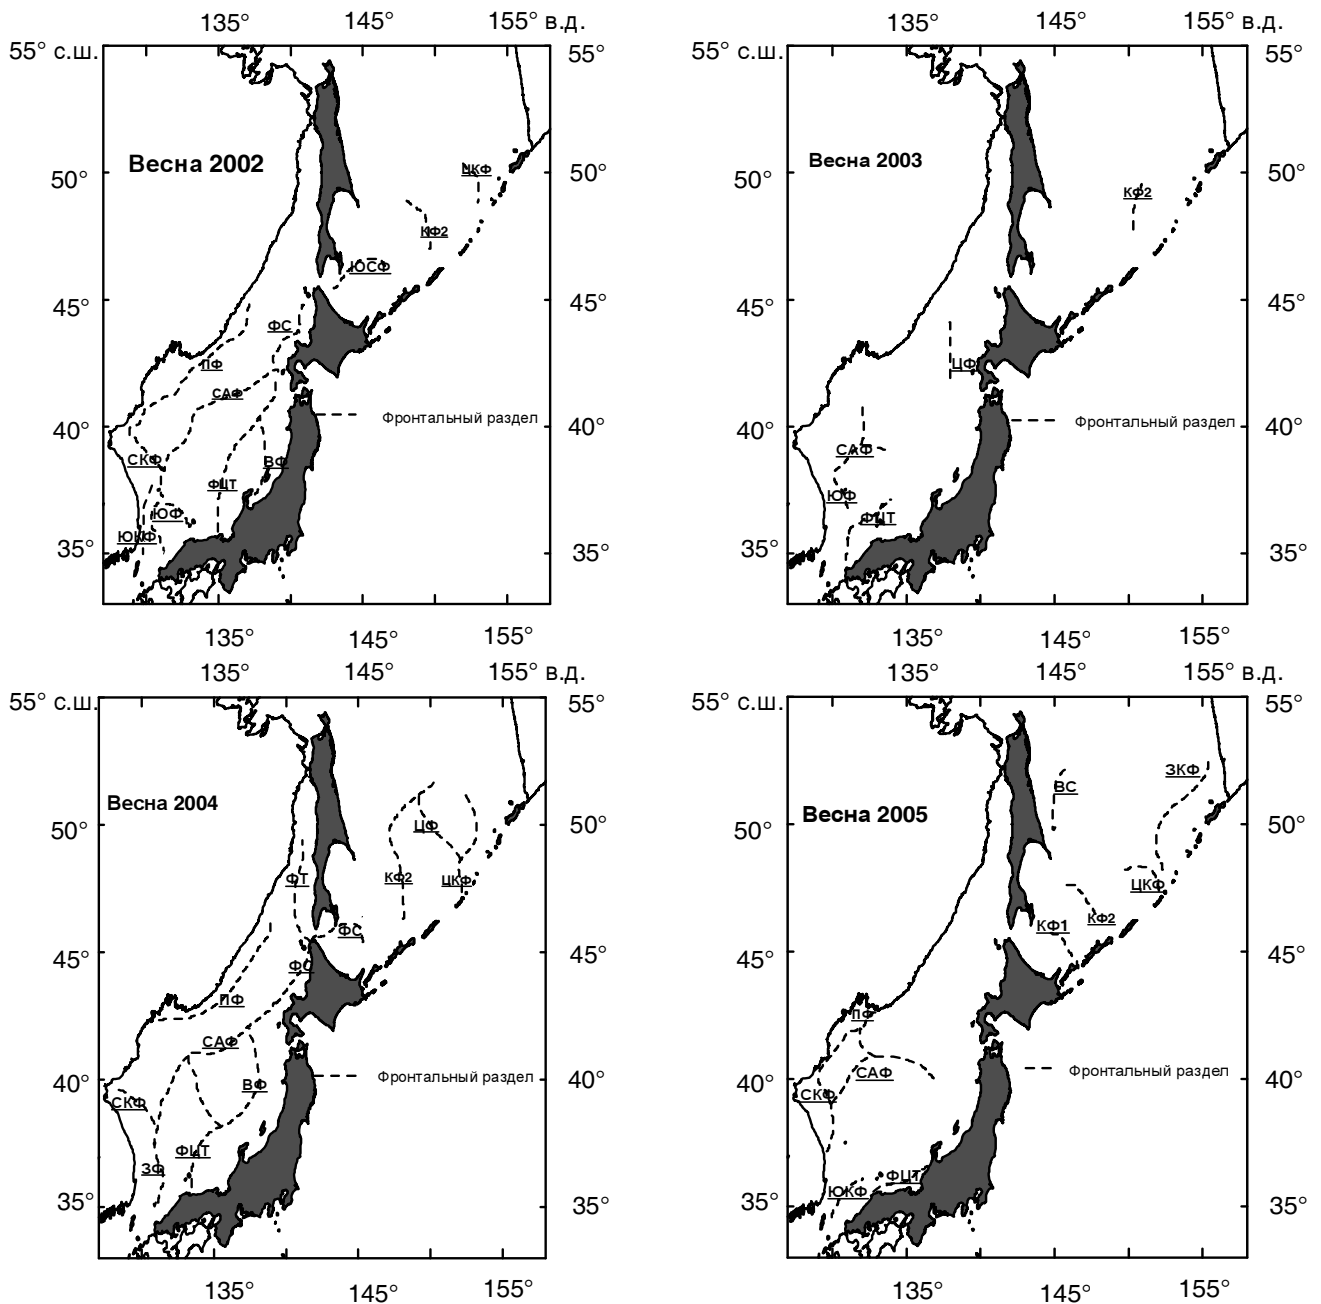 135° 145° 155° в.д.
55° с.ш. 55°
Весна 2002
50° 50°
ЦКФ
КФ2
ЮСФ
45° 45°
ФС
ПФ
САФ
Фронтальный раздел
40° 40°
СКФ ВФ
ФЦТ
ЮФ
ЮКФ
35° 35°
135° 145° 155°
135° 145° 155° в.д.
55° с.ш. 55°
Весна 2003
50° 50°
КФ2
45° 45°
ЦФ
Фронтальный раздел
40° 40°
САФ
ЮФ
ФЦТ
35° 35°
135° 145° 155°
135° 145° 155° в.д.
55° с.ш. 55°
Весна 2004
50° ЦФ 50°
ФТ КФ2 ЦКФ
ФС
45° ФС 45°
ПФ
САФ
40° ВФ Фронтальный раздел 40°
СКФ
ФЦТ
ЗФ
35° 35°
135° 145° 155°
135° 145° 155° в.д.
55° с.ш. 55°
ЗКФ
ВС
Весна 2005
50° 50°
ЦКФ
КФ1 КФ2
45° 45°
ПФ
САФ Фронтальный раздел
40° 40°
СКФ
ФЦТ
ЮКФ
35° 35°
135° 145° 155°